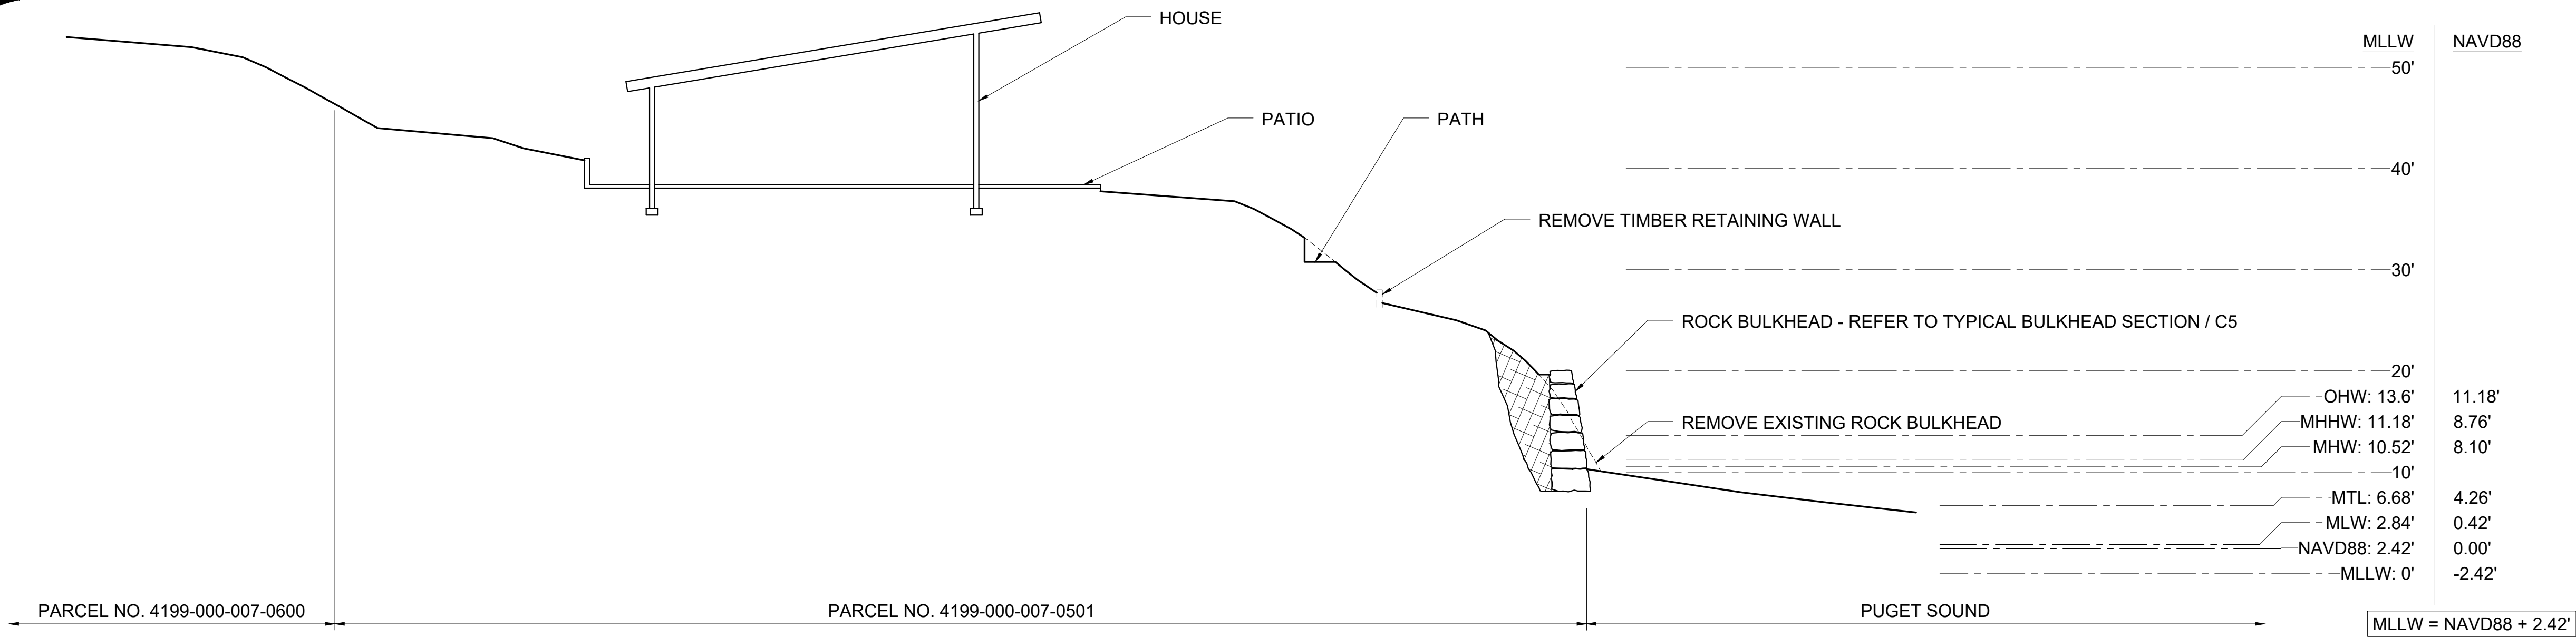 HOUSE
MLLW NAVD88
50'
PATIO
PATH
40'
REMOVE TIMBER RETAINING WALL
30'
ROCK BULKHEAD - REFER TO TYPICAL BULKHEAD SECTION / C5
20'
OHW: 13.6' 11.18'
REMOVE EXISTING ROCK BULKHEAD
MHHW: 11.18' 8.76'
MHW: 10.52' 8.10'
10'
MTL: 6.68' 4.26'
MLW: 2.84' 0.42'
NAVD88: 2.42' 0.00'
MLLW: 0' -2.42'
PARCEL NO. 4199-000-007-0600
PARCEL NO. 4199-000-007-0501
PUGET SOUND
MLLW = NAVD88 + 2.42'